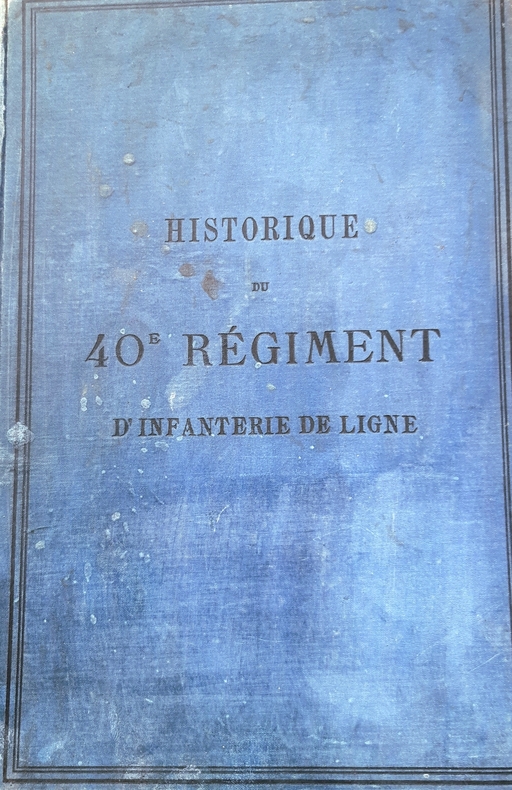 HISTORIQUE
DU
40ᴱ RÉGIMENT
D'INFANTERIE DE LIGNE